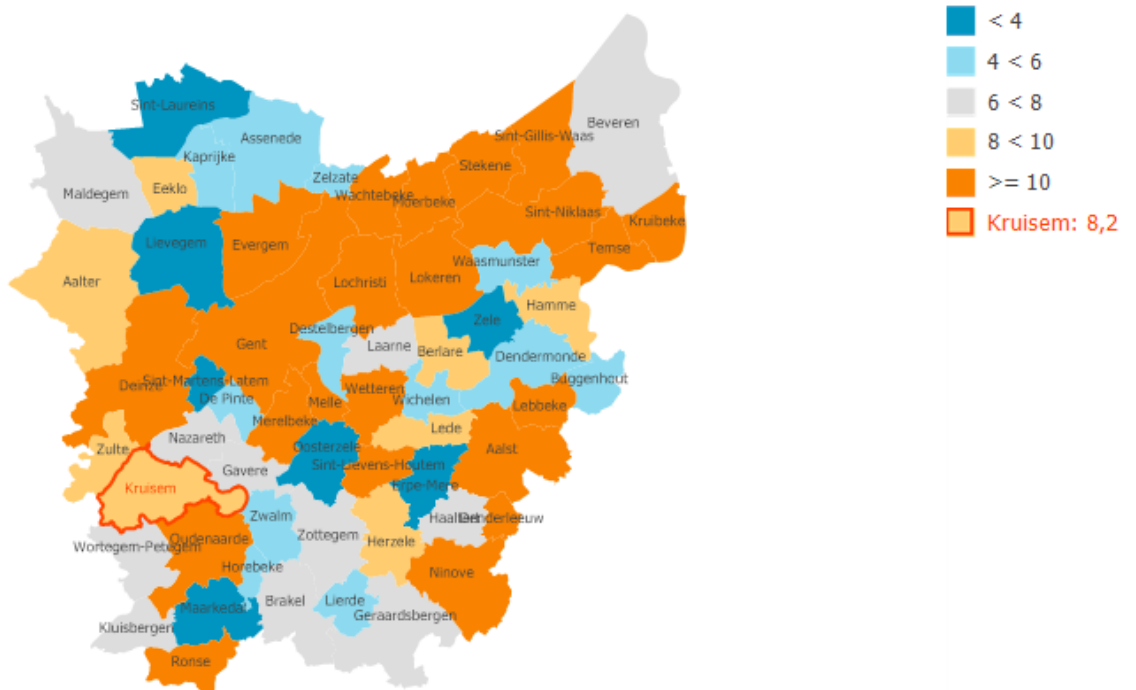 < 4
4 < 6
6 < 8
8 < 10
>= 10
Kruisem: 8,2
Sint-Laureins
Beveren
Assenede
Sint-Gillis-Waas
Kaprijke
Stekene
Zelzate
Eeklo
Maldegem
Wachtebeke
Moerbeke
Sint-Niklaas
Kruibeke
Lievegem
Evergem
Temse
Waasmunster
Lokeren
Aalter
Lochristi
Hamme
Zele
Destelbergen
Gent
Laarne
Berlare
Dendermonde
Sint-Martens-Latem
Buggenhout
Deinze
Wetteren
De Pinte
Wichelen
Melle
Lebbeke
Merelbeke
Lede
Nazareth
Zulte
Oosterzele
Aalst
Sint-Lievens-Houtem
Gavere
Erpe-Mere
Kruisem
Zwalm
Haaltert
Denderleeuw
Zottegem
Oudenaarde
Herzele
Wortegem-Petegem
Horebeke
Ninove
Brakel
Lierde
Maarkedal
Geraardsbergen
Kluisbergen
Ronse